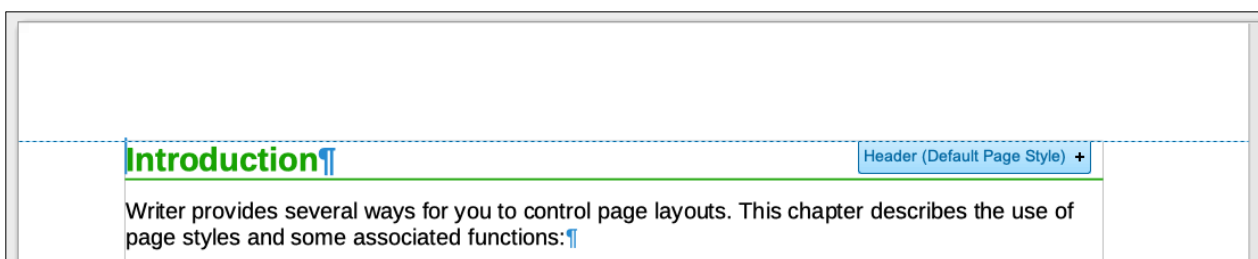 Introduction¶
Header (Default Page Style) +
Writer provides several ways for you to control page layouts. This chapter describes the use of
page styles and some associated functions:¶